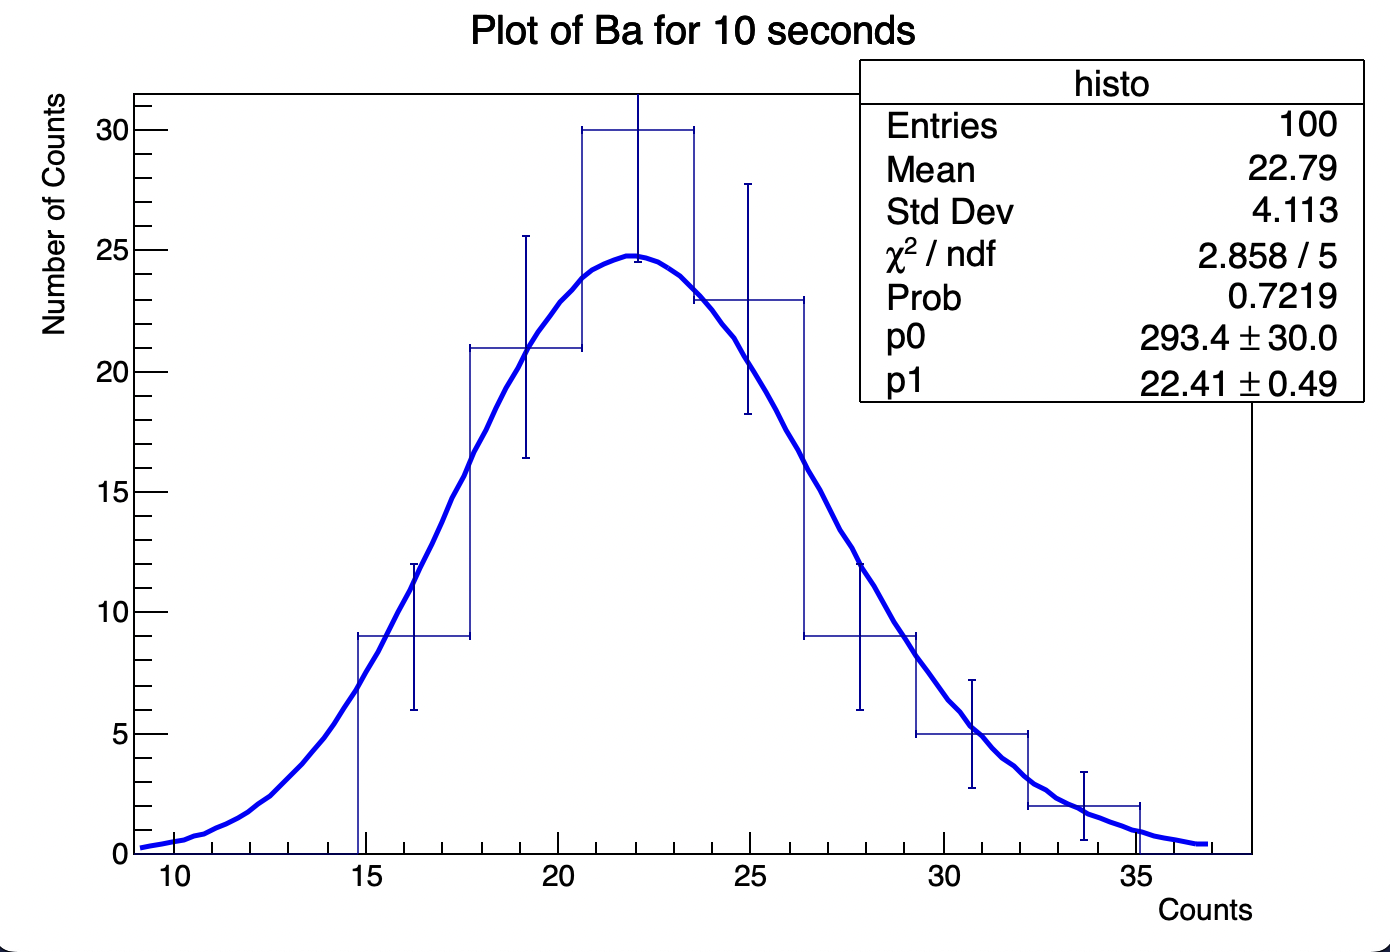 Plot of Ba for 10 seconds
histo
Entries 100
Mean 22.79
Std Dev 4.113
χ² / ndf 2.858 / 5
Prob 0.7219
p0 293.4 ± 30.0
p1 22.41 ± 0.49
Number of Counts
30
25
20
15
10
5
0
10 15 20 25 30 35
Counts